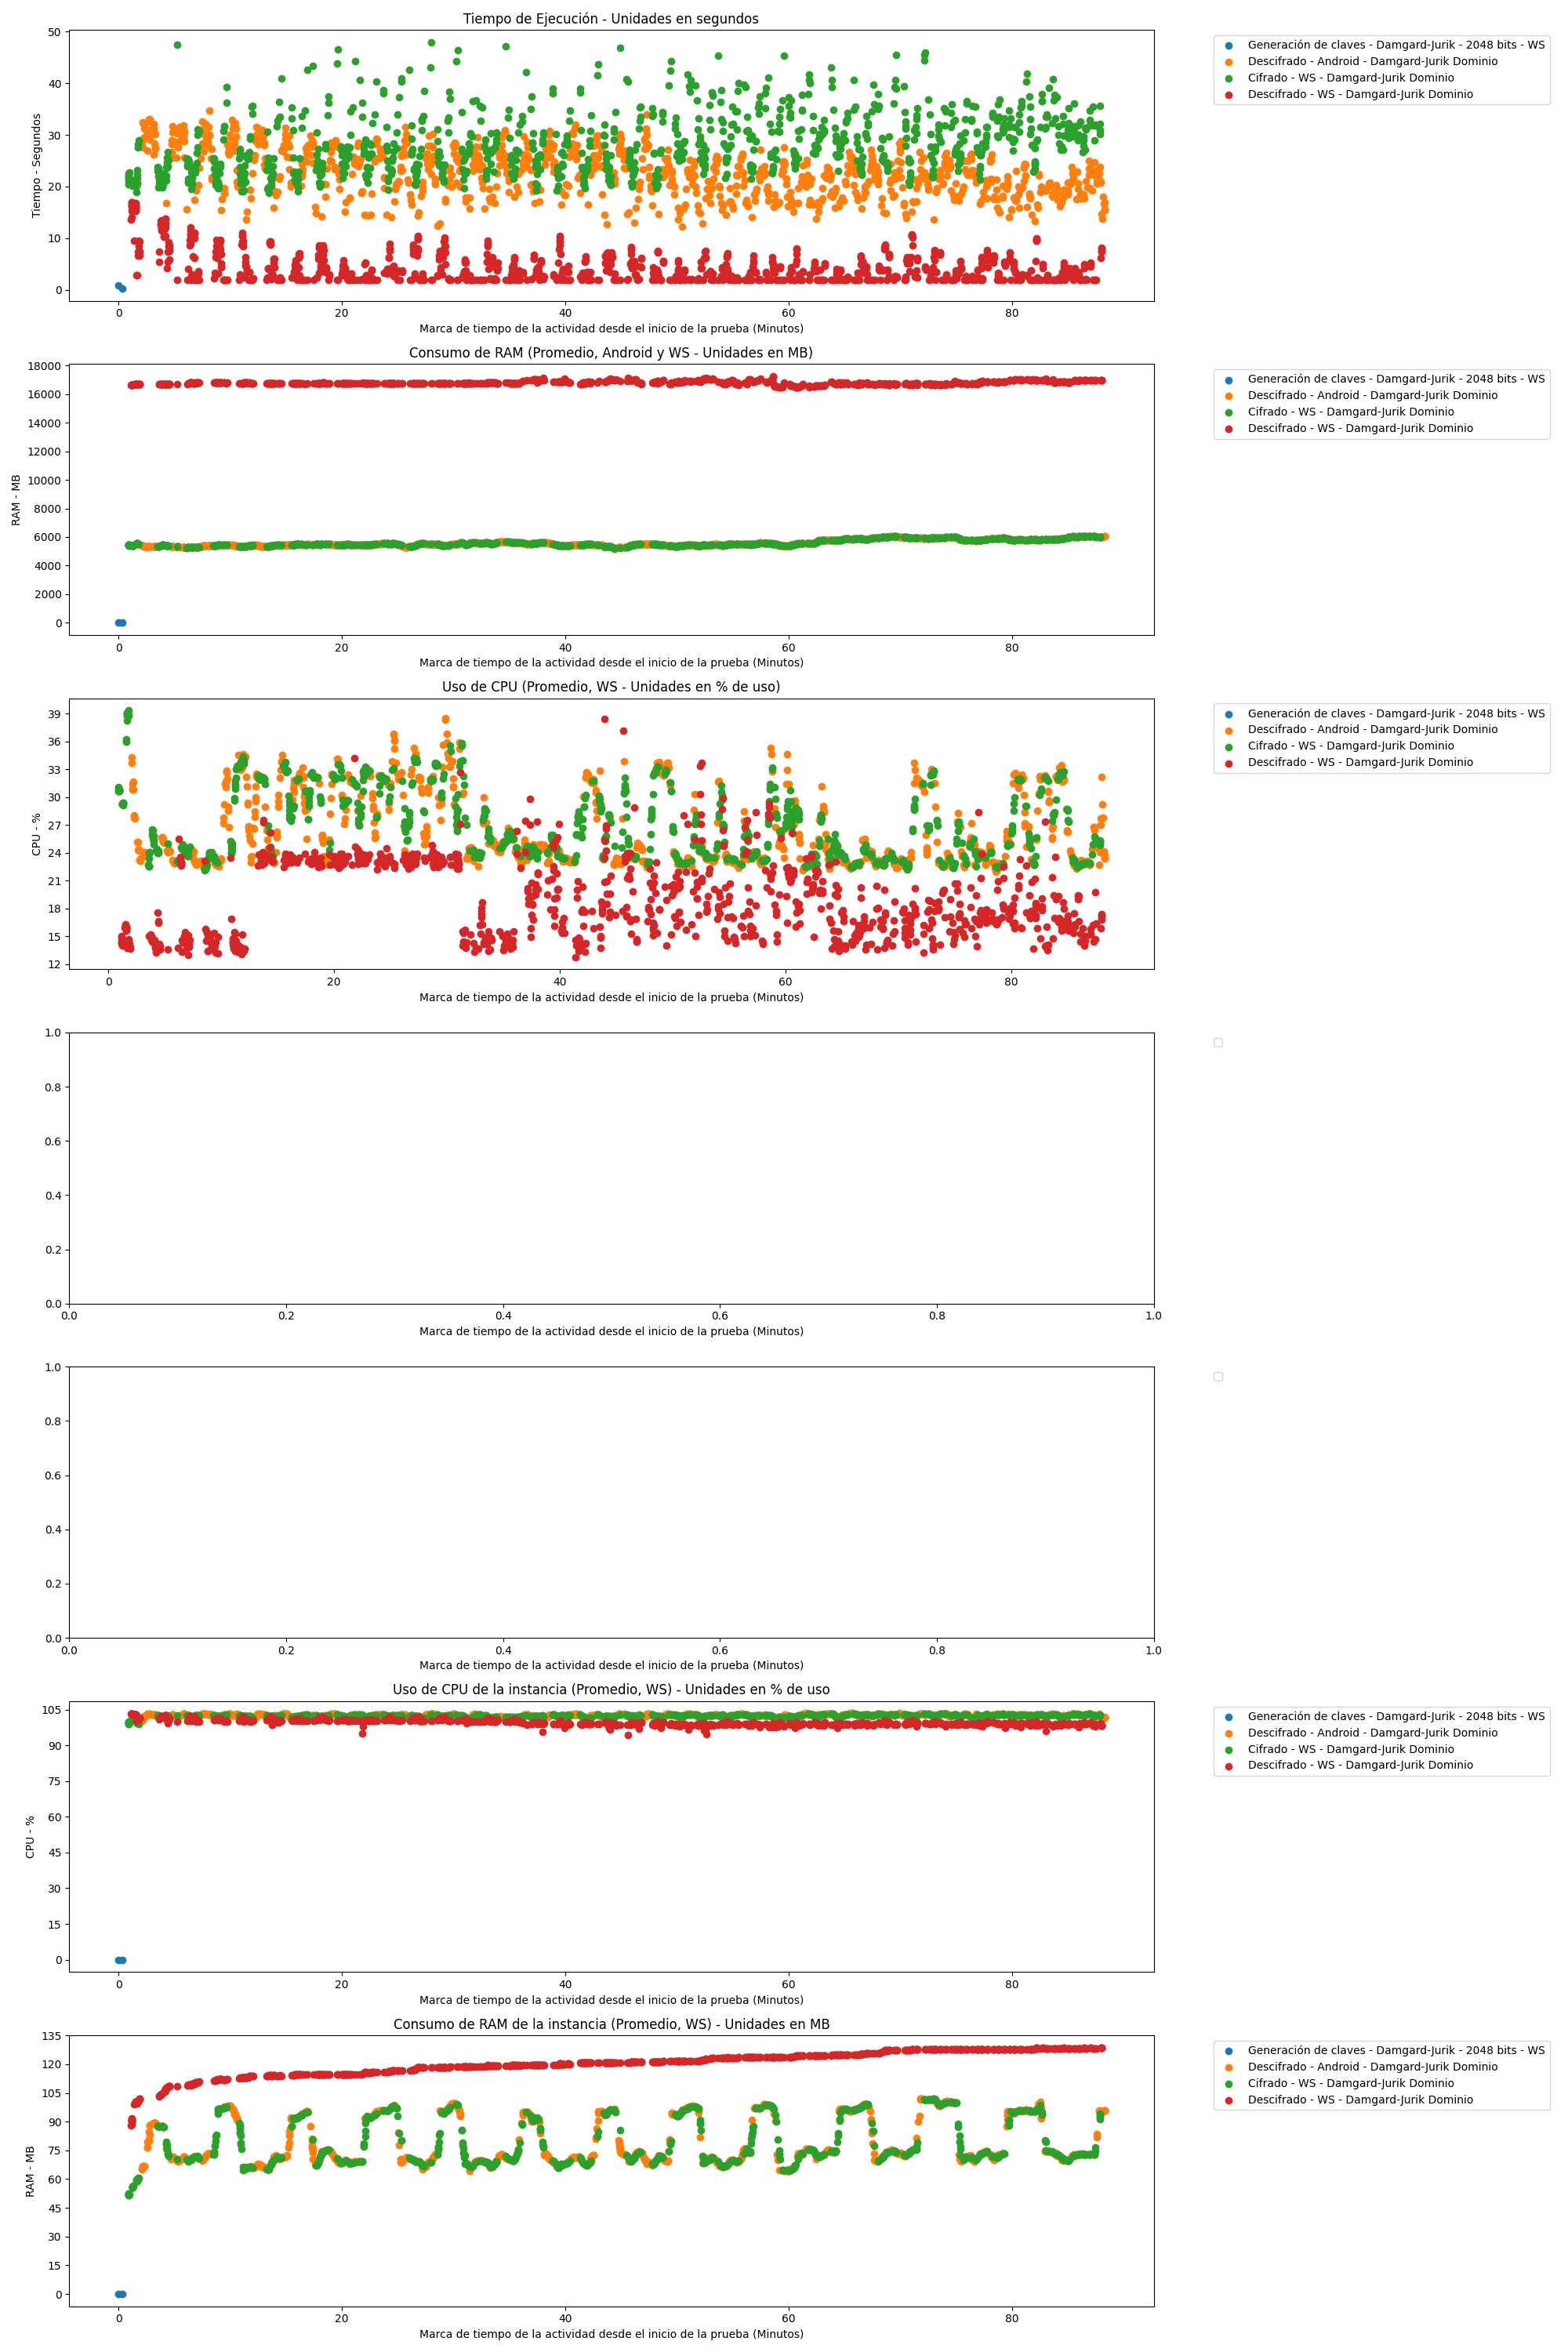 Tiempo de Ejecución - Unidades en segundos
50
40
30
20
10
0
Tiempo - Segundos
0 20 40 60 80
Marca de tiempo de la actividad desde el inicio de la prueba (Minutos)
Generación de claves - Damgard-Jurik - 2048 bits - WS
Descifrado - Android - Damgard-Jurik Dominio
Cifrado - WS - Damgard-Jurik Dominio
Descifrado - WS - Damgard-Jurik Dominio
Consumo de RAM (Promedio, Android y WS - Unidades en MB)
18000
16000
14000
12000
10000
8000
6000
4000
2000
0
RAM - MB
0 20 40 60 80
Marca de tiempo de la actividad desde el inicio de la prueba (Minutos)
Generación de claves - Damgard-Jurik - 2048 bits - WS
Descifrado - Android - Damgard-Jurik Dominio
Cifrado - WS - Damgard-Jurik Dominio
Descifrado - WS - Damgard-Jurik Dominio
Uso de CPU (Promedio, WS - Unidades en % de uso)
39
36
33
30
27
24
21
18
15
12
CPU - %
0 20 40 60 80
Marca de tiempo de la actividad desde el inicio de la prueba (Minutos)
Generación de claves - Damgard-Jurik - 2048 bits - WS
Descifrado - Android - Damgard-Jurik Dominio
Cifrado - WS - Damgard-Jurik Dominio
Descifrado - WS - Damgard-Jurik Dominio
1.0
0.8
0.6
0.4
0.2
0.0
0.0 0.2 0.4 0.6 0.8 1.0
Marca de tiempo de la actividad desde el inicio de la prueba (Minutos)
1.0
0.8
0.6
0.4
0.2
0.0
0.0 0.2 0.4 0.6 0.8 1.0
Marca de tiempo de la actividad desde el inicio de la prueba (Minutos)
Uso de CPU de la instancia (Promedio, WS) - Unidades en % de uso
105
90
75
60
45
30
15
0
CPU - %
0 20 40 60 80
Marca de tiempo de la actividad desde el inicio de la prueba (Minutos)
Generación de claves - Damgard-Jurik - 2048 bits - WS
Descifrado - Android - Damgard-Jurik Dominio
Cifrado - WS - Damgard-Jurik Dominio
Descifrado - WS - Damgard-Jurik Dominio
Consumo de RAM de la instancia (Promedio, WS) - Unidades en MB
135
120
105
90
75
60
45
30
15
0
RAM - MB
0 20 40 60 80
Marca de tiempo de la actividad desde el inicio de la prueba (Minutos)
Generación de claves - Damgard-Jurik - 2048 bits - WS
Descifrado - Android - Damgard-Jurik Dominio
Cifrado - WS - Damgard-Jurik Dominio
Descifrado - WS - Damgard-Jurik Dominio